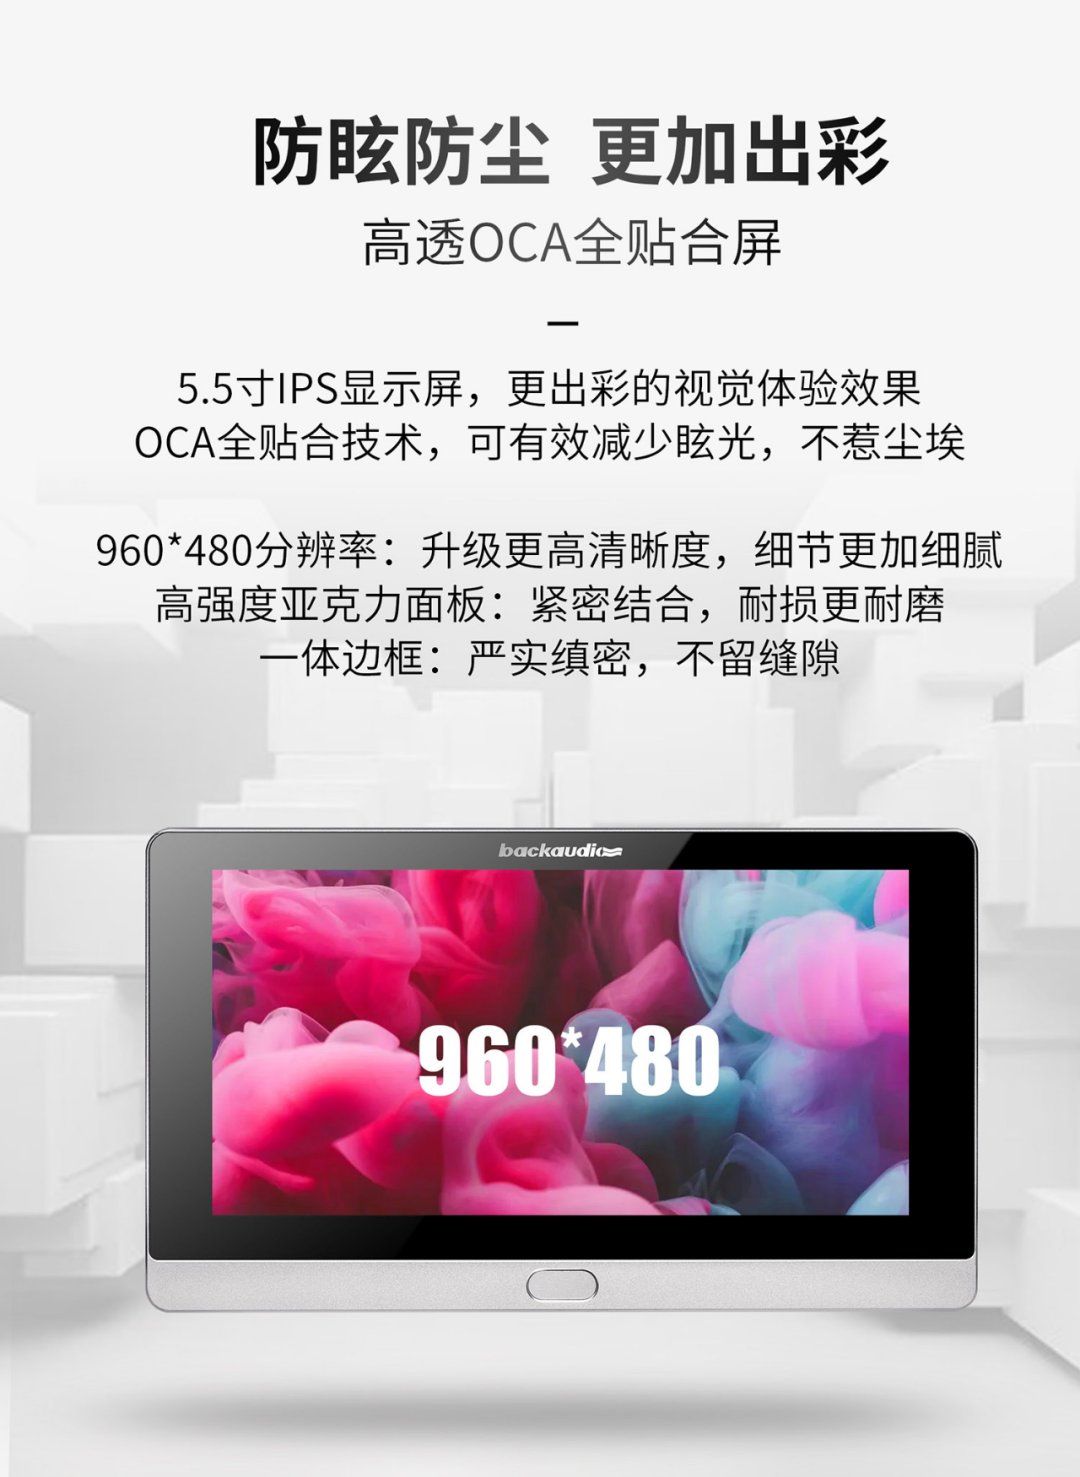 防眩防尘 更加出彩
高透OCA全贴合屏
5.5寸IPS显示屏，更出彩的视觉体验效果
OCA全贴合技术，可有效减少眩光，不惹尘埃
960*480分辨率：升级更高清晰度，细节更加细腻
高强度亚克力面板：紧密结合，耐损更耐磨
一体边框：严实缜密，不留缝隙
backaudio
960*480